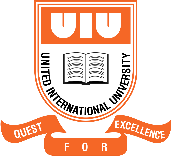 UIU
UNITED INTERNATIONAL UNIVERSITY
QUEST FOR EXCELLENCE